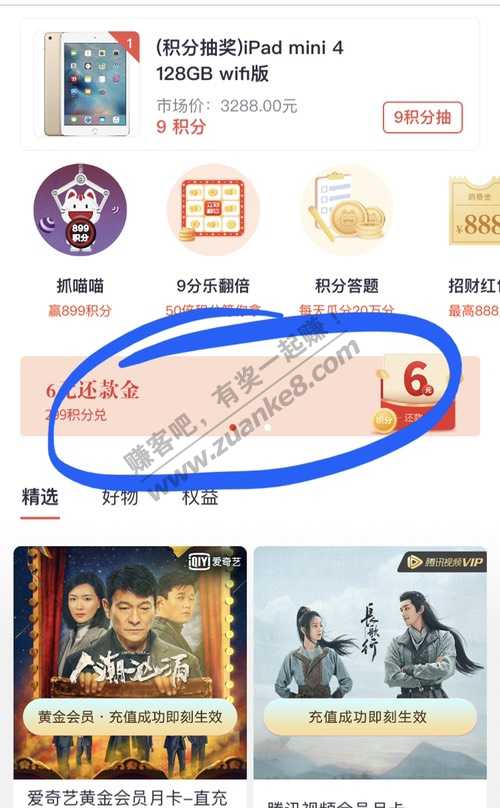 1
(积分抽奖)iPad mini 4
128GB wifi版
市场价：3288.00元
9 积分
9积分抽
899
积分
立刻
翻倍
¥888
抓喵喵
9分乐翻倍
积分答题
招财红包
赢899积分
50倍积分等你拿
每天瓜分20万分
最高888
6元还款金
299积分兑
6元
积分
还款
赚客吧，有奖一起赚！
www.zuanke8.com
精选
好物
权益
iQIY 爱奇艺
腾讯视频VIP
人潮汹涌
长歌行
黄金会员·充值成功即刻生效
充值成功即刻生效
爱奇艺黄金会员月卡-直充
腾讯视频会员月卡